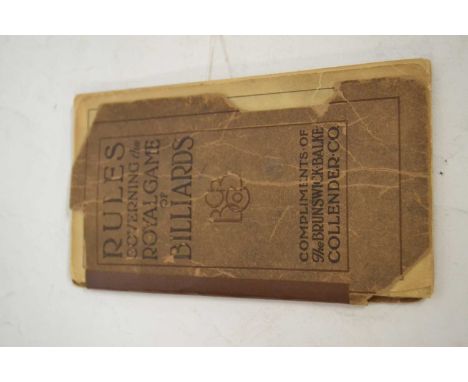 RULES
GOVERNING the
ROYAL GAME
OF
BILLIARDS
COMPLIMENTS · OF
The BRUNSWICK-BALKE
COLLENDER · CO.